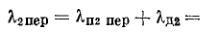 λ₂ пер = λп2 пер + λд2 =